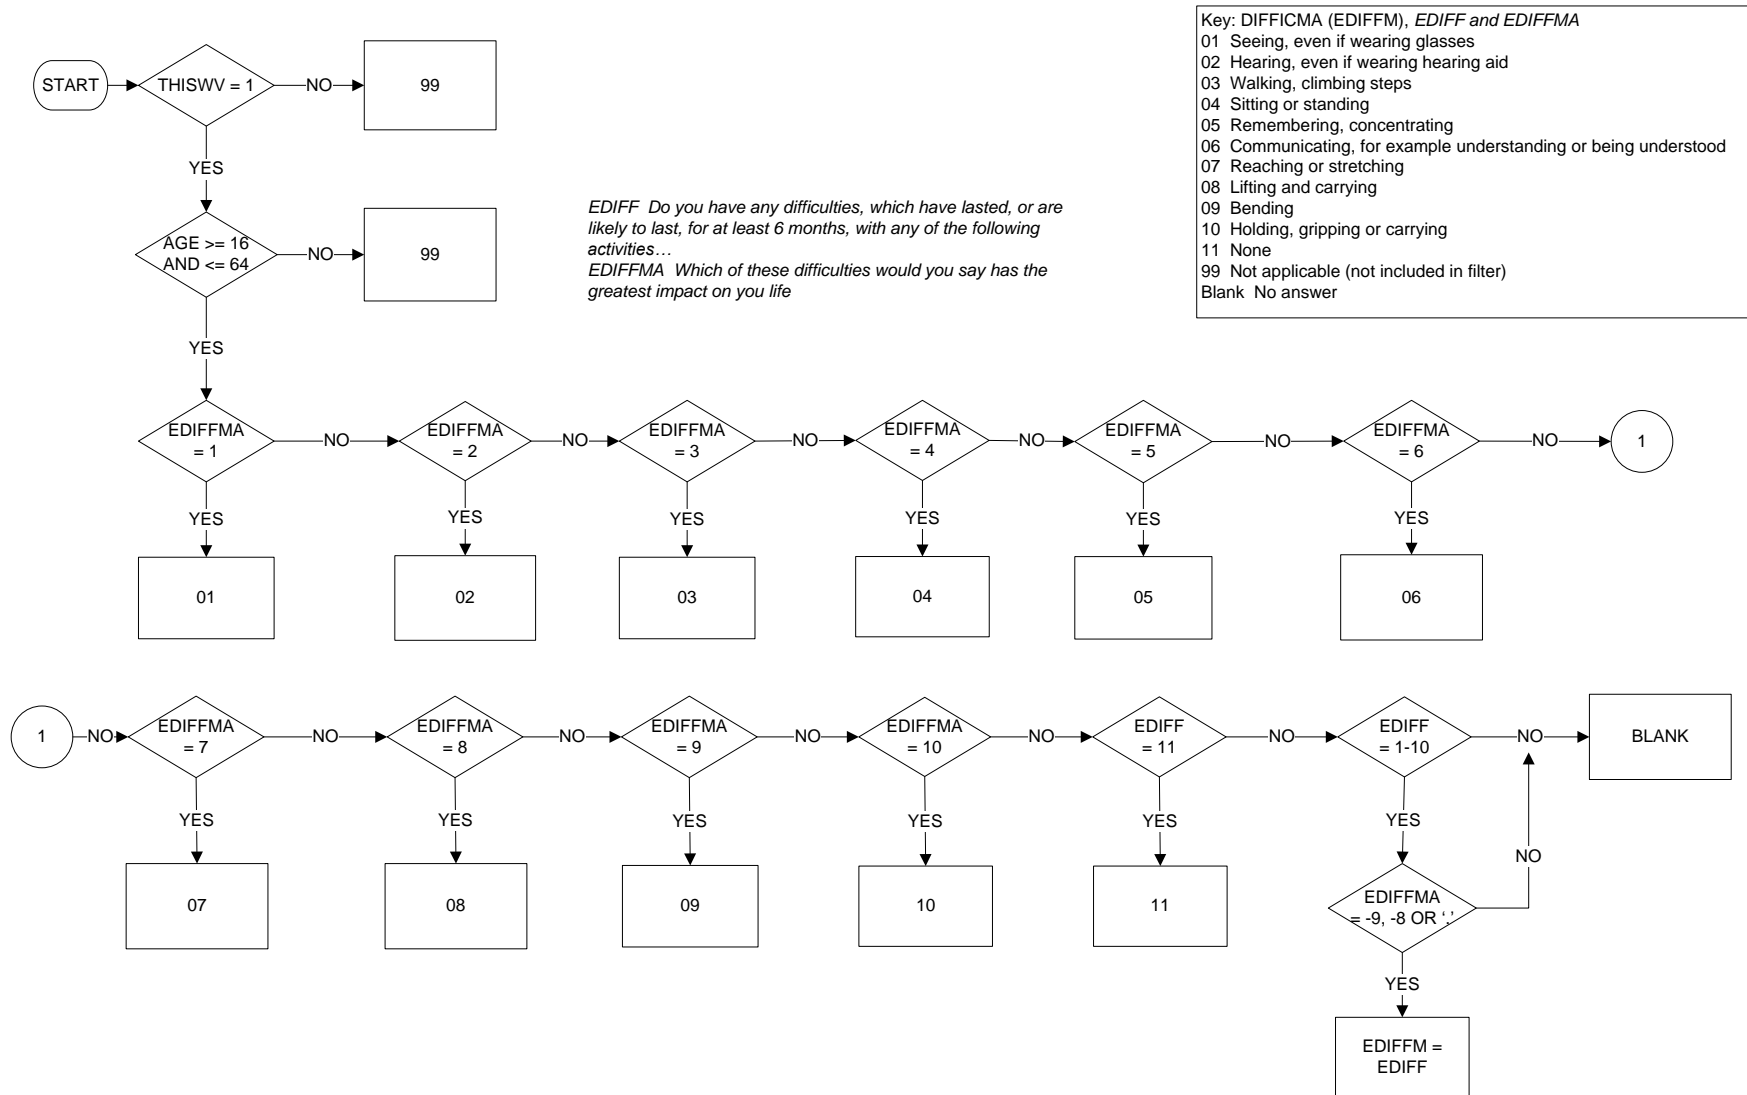 Key: DIFFICMA (EDIFFM), EDIFF and EDIFFMA
01 Seeing, even if wearing glasses
02 Hearing, even if wearing hearing aid
03 Walking, climbing steps
04 Sitting or standing
05 Remembering, concentrating
06 Communicating, for example understanding or being understood
07 Reaching or stretching
08 Lifting and carrying
09 Bending
10 Holding, gripping or carrying
11 None
99 Not applicable (not included in filter)
Blank No answer
START
THISWV = 1
NO
99
YES
AGE >= 16
AND <= 64
NO
99
YES
EDIFF Do you have any difficulties, which have lasted, or are
likely to last, for at least 6 months, with any of the following
activities…
EDIFFMA Which of these difficulties would you say has the
greatest impact on you life
EDIFFMA
= 1
NO
EDIFFMA
= 2
NO
EDIFFMA
= 3
NO
EDIFFMA
= 4
NO
EDIFFMA
= 5
NO
EDIFFMA
= 6
NO
1
YES
YES
YES
YES
YES
YES
01
02
03
04
05
06
1
NO
EDIFFMA
= 7
NO
EDIFFMA
= 8
NO
EDIFFMA
= 9
NO
EDIFFMA
= 10
NO
EDIFF
= 11
NO
EDIFF
= 1-10
NO
BLANK
YES
YES
YES
YES
YES
YES
NO
07
08
09
10
11
EDIFFMA
= -9, -8 OR ‘.’
YES
EDIFFM =
EDIFF